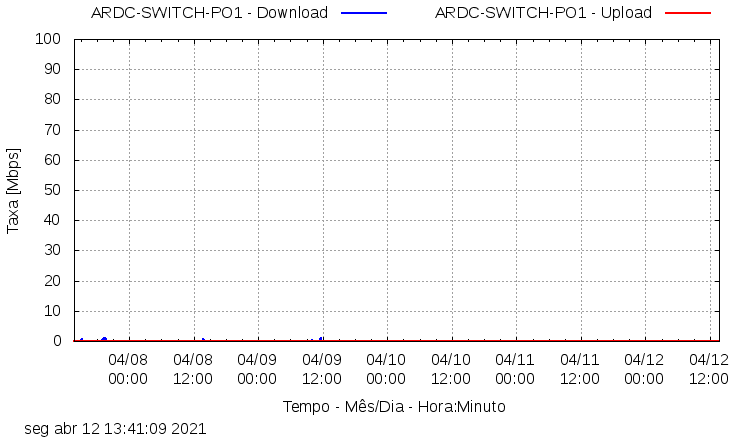 ARDC-SWITCH-PO1 - Download ARDC-SWITCH-PO1 - Upload
100
90
80
70
60
50
40
30
20
10
0
Taxa [Mbps]
04/08 04/08 04/09 04/09 04/10 04/10 04/11 04/11 04/12 04/12
00:00 12:00 00:00 12:00 00:00 12:00 00:00 12:00 00:00 12:00
Tempo - Mês/Dia - Hora:Minuto
seg abr 12 13:41:09 2021